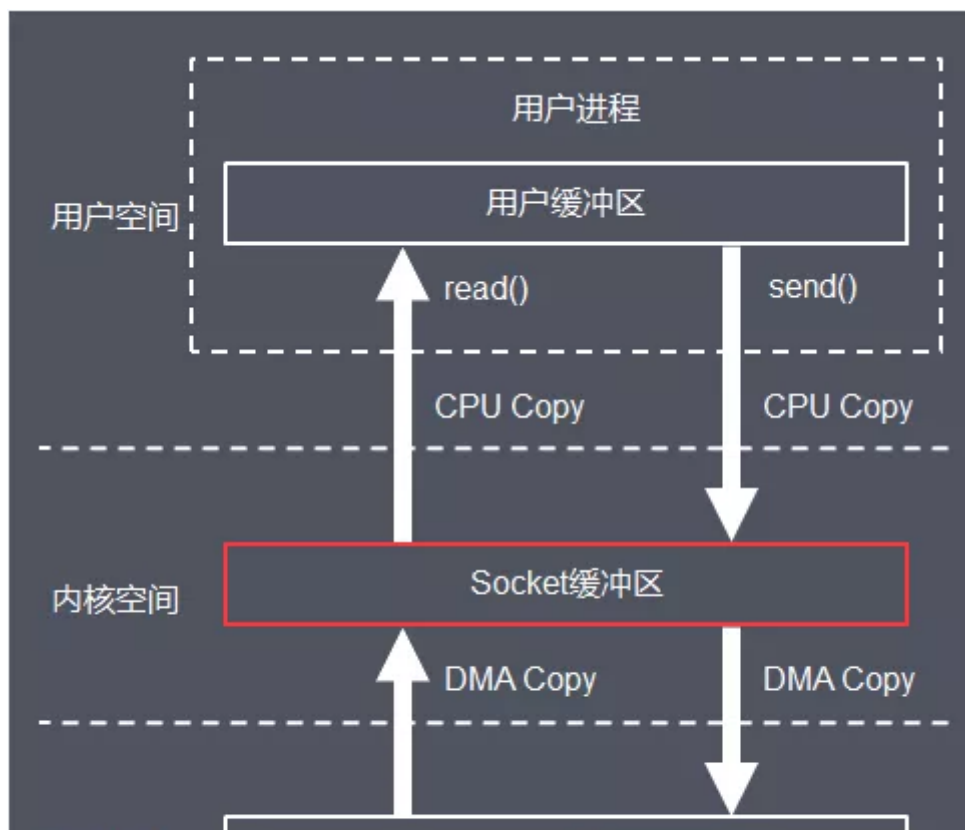 用户进程
用户缓冲区
用户空间
read()
send()
CPU Copy
CPU Copy
Socket缓冲区
内核空间
DMA Copy
DMA Copy